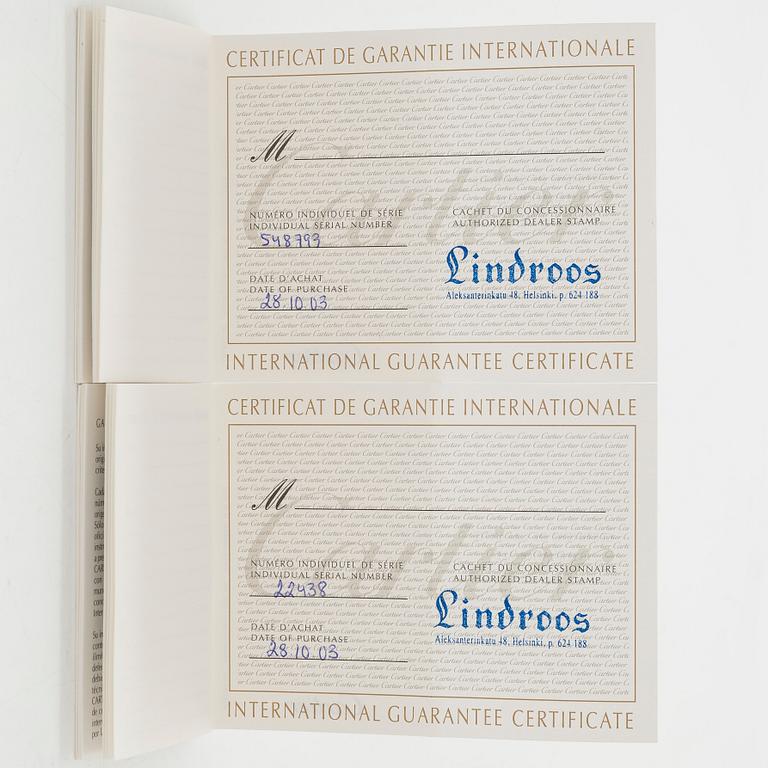 CERTIFICAT DE GARANTIE INTERNATIONALE
Cartier
M
NUMÉRO INDIVIDUEL DE SÉRIE
INDIVIDUAL SERIAL NUMBER
548793
CACHET DU CONCESSIONNAIRE
AUTHORIZED DEALER STAMP
Lindroos
Aleksanterinkatu 48, Helsinki, p. 624 188
DATE D'ACHAT
DATE OF PURCHASE
28.10.03
INTERNATIONAL GUARANTEE CERTIFICATE
CERTIFICAT DE GARANTIE INTERNATIONALE
Cartier
M
NUMÉRO INDIVIDUEL DE SÉRIE
INDIVIDUAL SERIAL NUMBER
22438
CACHET DU CONCESSIONNAIRE
AUTHORIZED DEALER STAMP
Lindroos
Aleksanterinkatu 48, Helsinki, p. 624 188
DATE D'ACHAT
DATE OF PURCHASE
28.10.03
INTERNATIONAL GUARANTEE CERTIFICATE